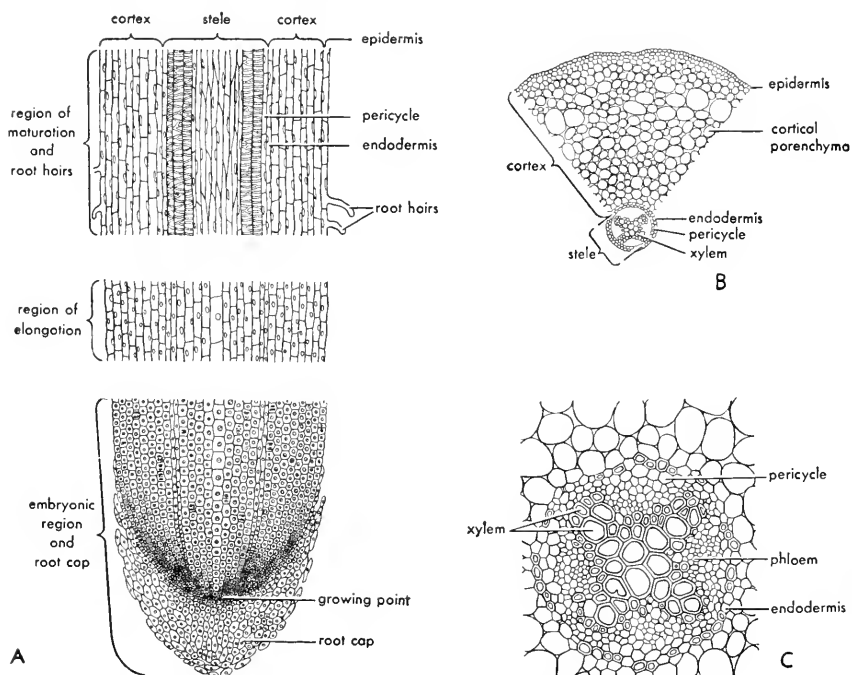 cortex stele cortex
epidermis
region of
maturation
and
root hairs
pericycle
endodermis
root hairs
region of
elongation
embryonic
region
and
root cap
growing point
root cap
A
epidermis
cortical
parenchyma
cortex
endodermis
pericycle
xylem
stele
B
pericycle
xylem
phloem
endodermis
C